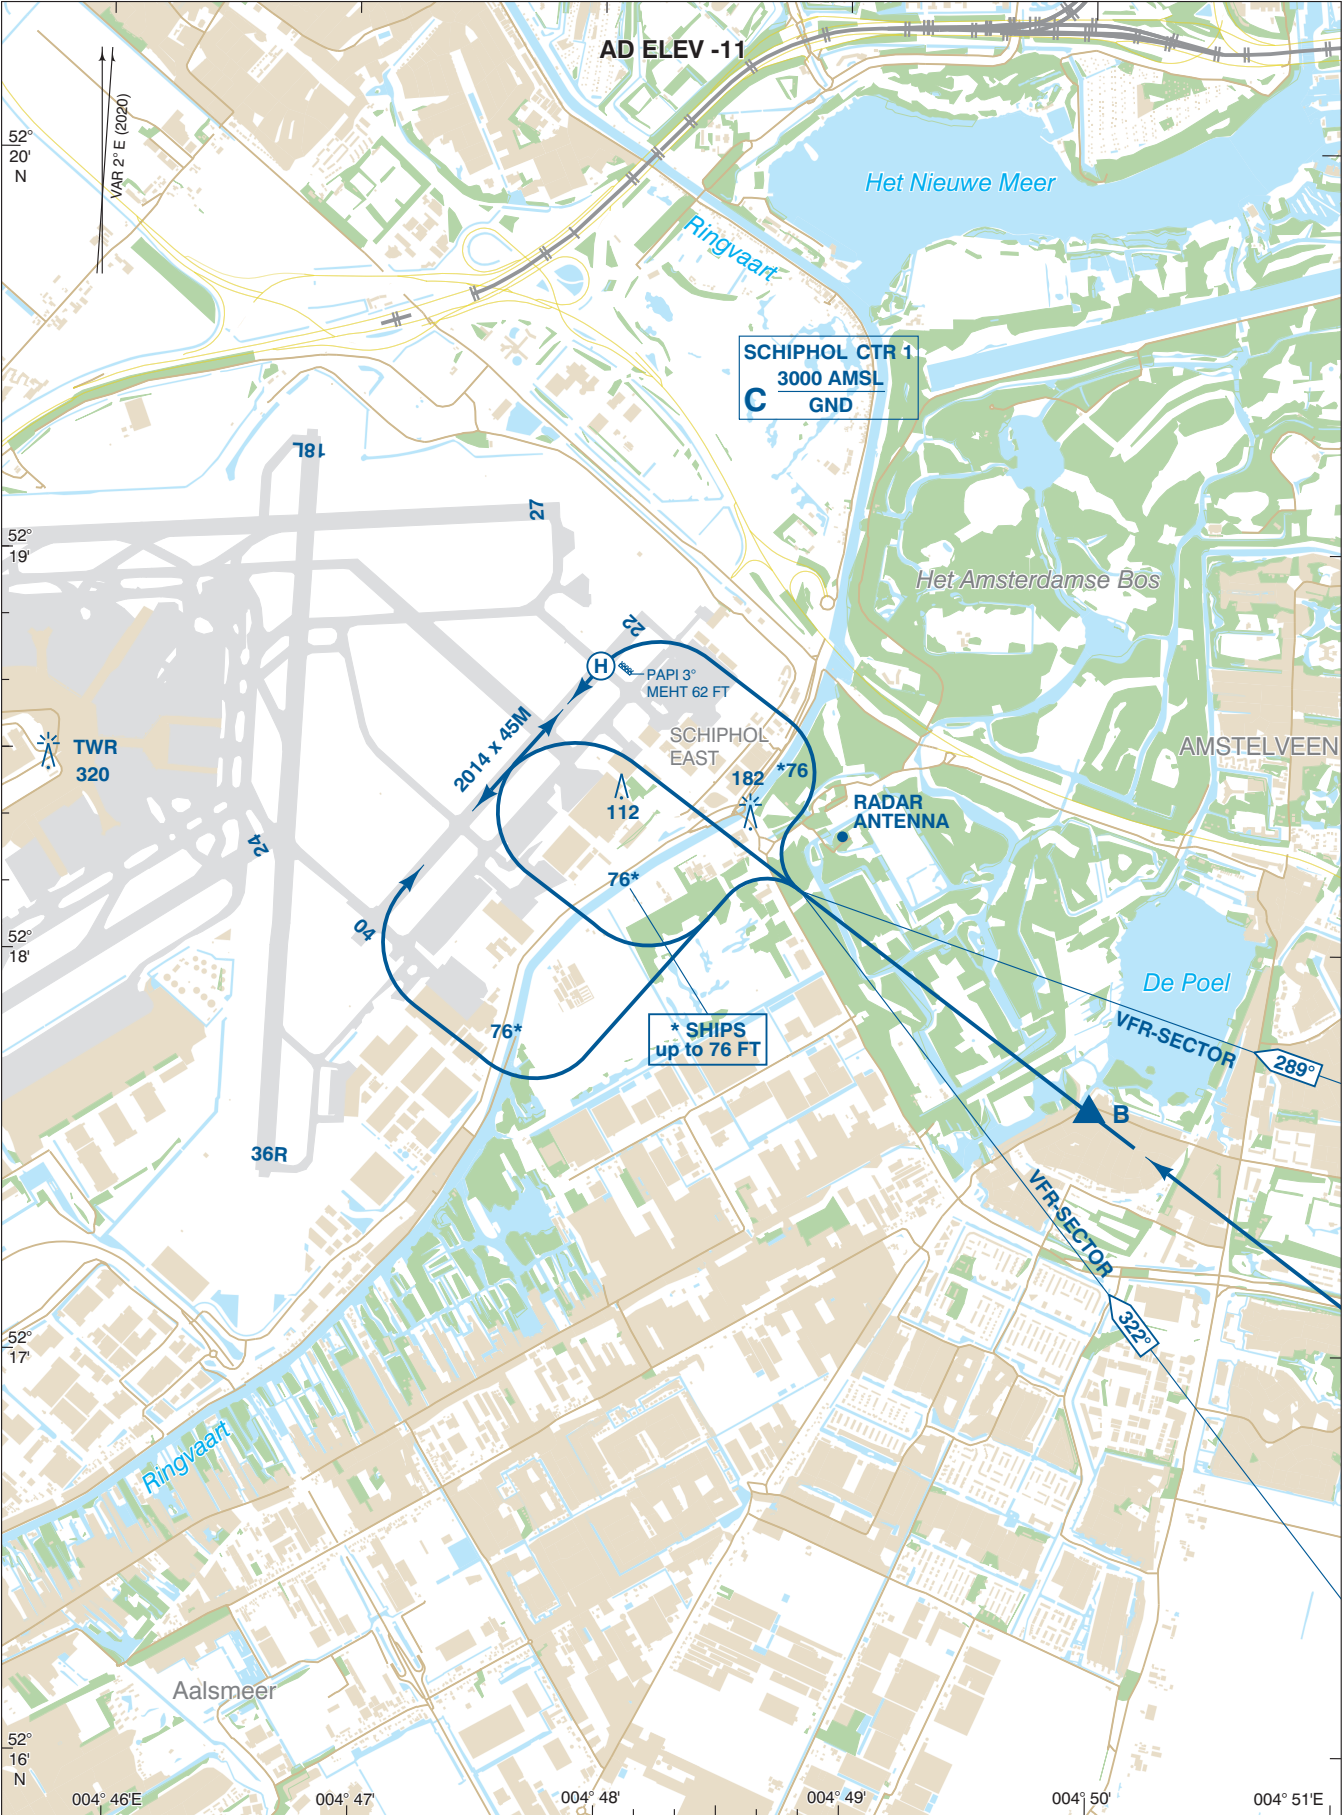 AD ELEV -11
52°
20'
N
VAR 2° E (2020)
Het Nieuwe Meer
Ringvaart
SCHIPHOL CTR 1
3000 AMSL
C
GND
18L
27
52°
19'
Het Amsterdamse Bos
22
H
PAPI 3°
MEHT 62 FT
2014 x 45M
SCHIPHOL
EAST
AMSTELVEEN
TWR
320
182
*76
112
RADAR
ANTENNA
24
76*
04
52°
18'
De Poel
VFR-SECTOR
289°
76*
* SHIPS
up to 76 FT
B
36R
VFR-SECTOR
322°
52°
17'
Ringvaart
Aalsmeer
52°
16'
N
004° 46'E
004° 47'
004° 48'
004° 49'
004° 50'
004° 51'E